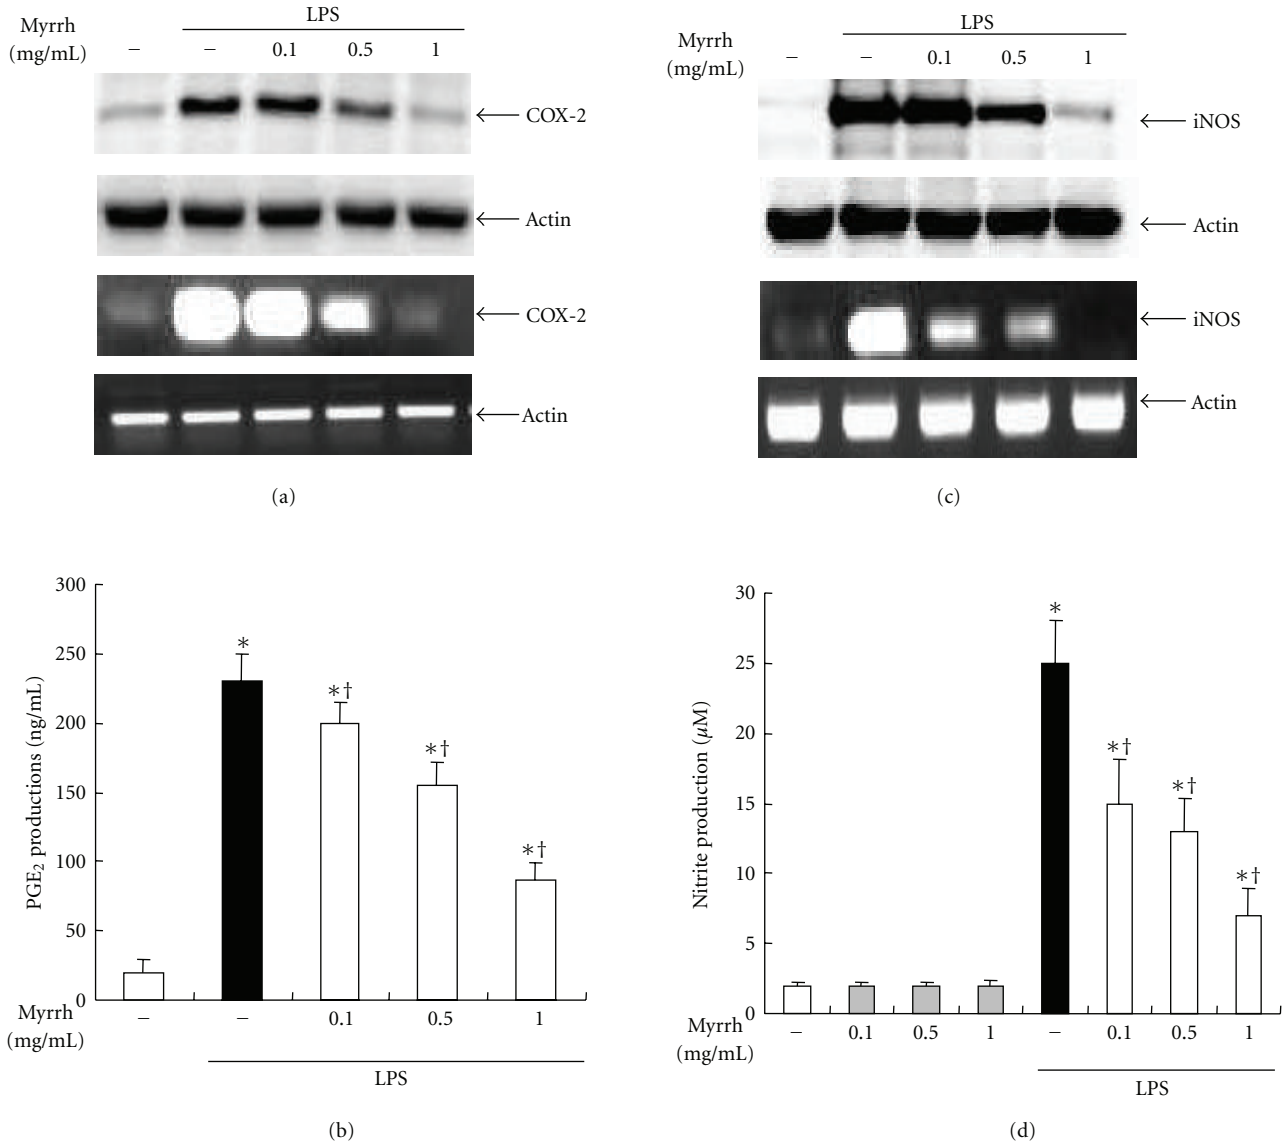 LPS
Myrrh
(mg/mL)
− − 0.1 0.5 1
COX-2
Actin
COX-2
Actin
(a)
LPS
Myrrh
(mg/mL)
− − 0.1 0.5 1
iNOS
Actin
iNOS
Actin
(c)
PGE₂ productions (ng/mL)
300
250
200
150
100
50
0
*
*†
*†
*†
Myrrh
(mg/mL)
− − 0.1 0.5 1
LPS
(b)
Nitrite production (µM)
30
25
20
15
10
5
0
*
*†
*†
*†
Myrrh
(mg/mL)
− 0.1 0.5 1 − 0.1 0.5 1
LPS
(d)